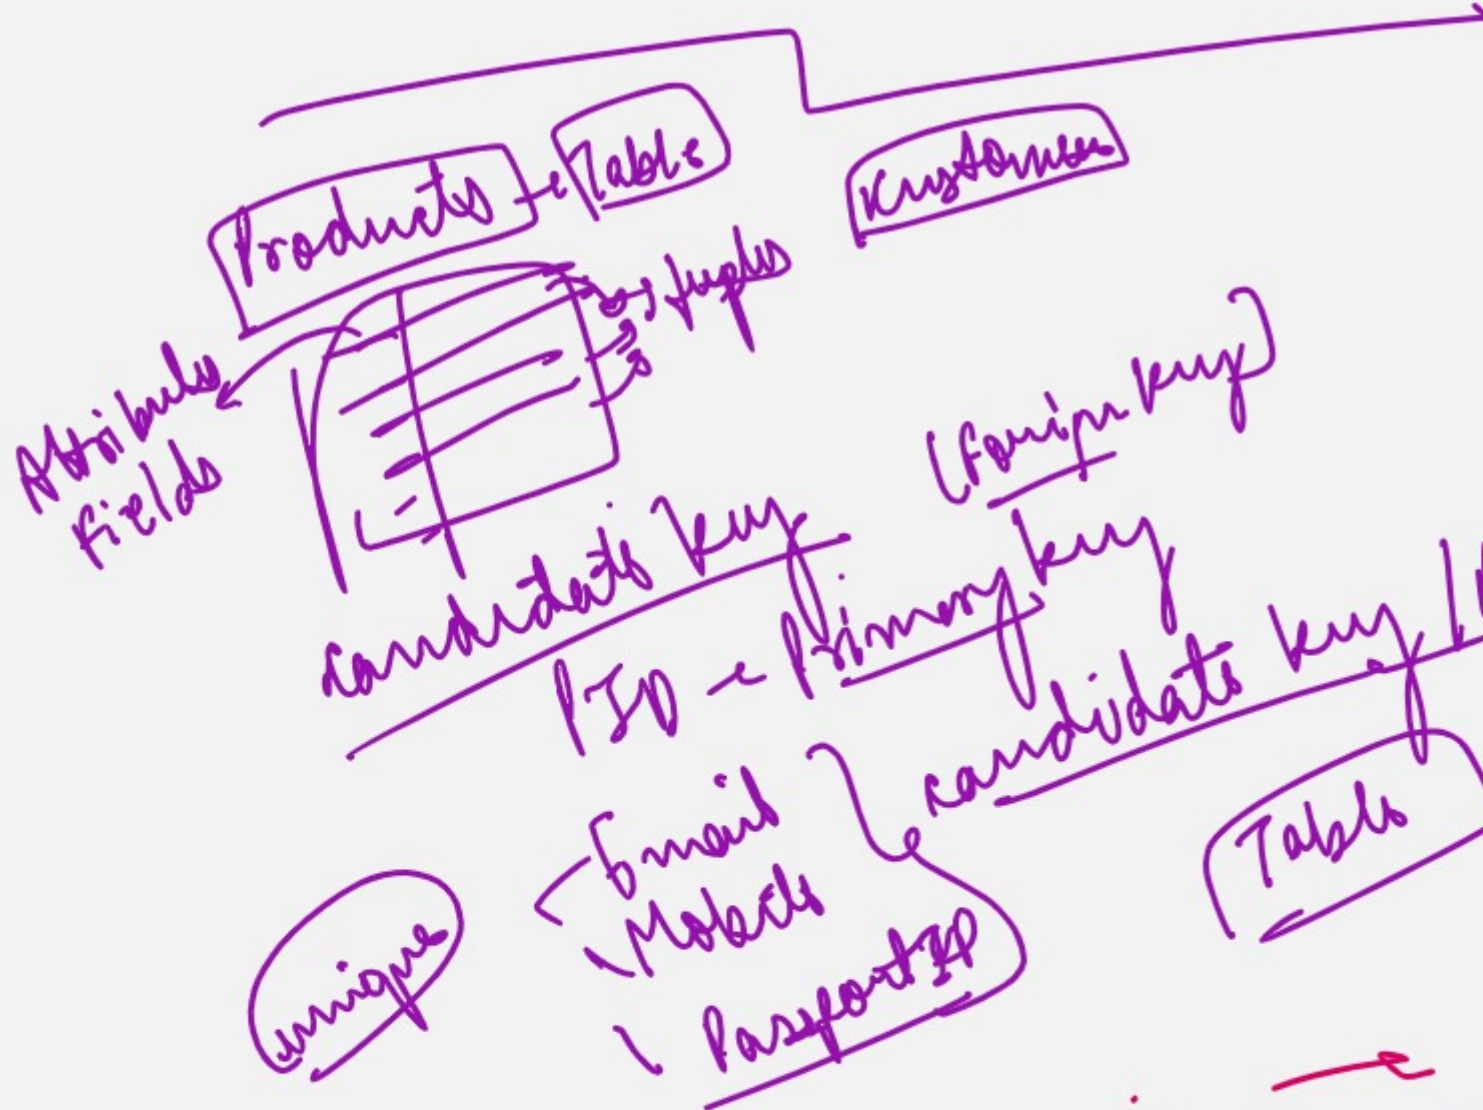 Products - Table
Kustomer
tuples
Attributes
Fields
(Foreign key)
candidate key
PID - Primary key
candidate key
Table
Email
Mobile
PassportID
unique